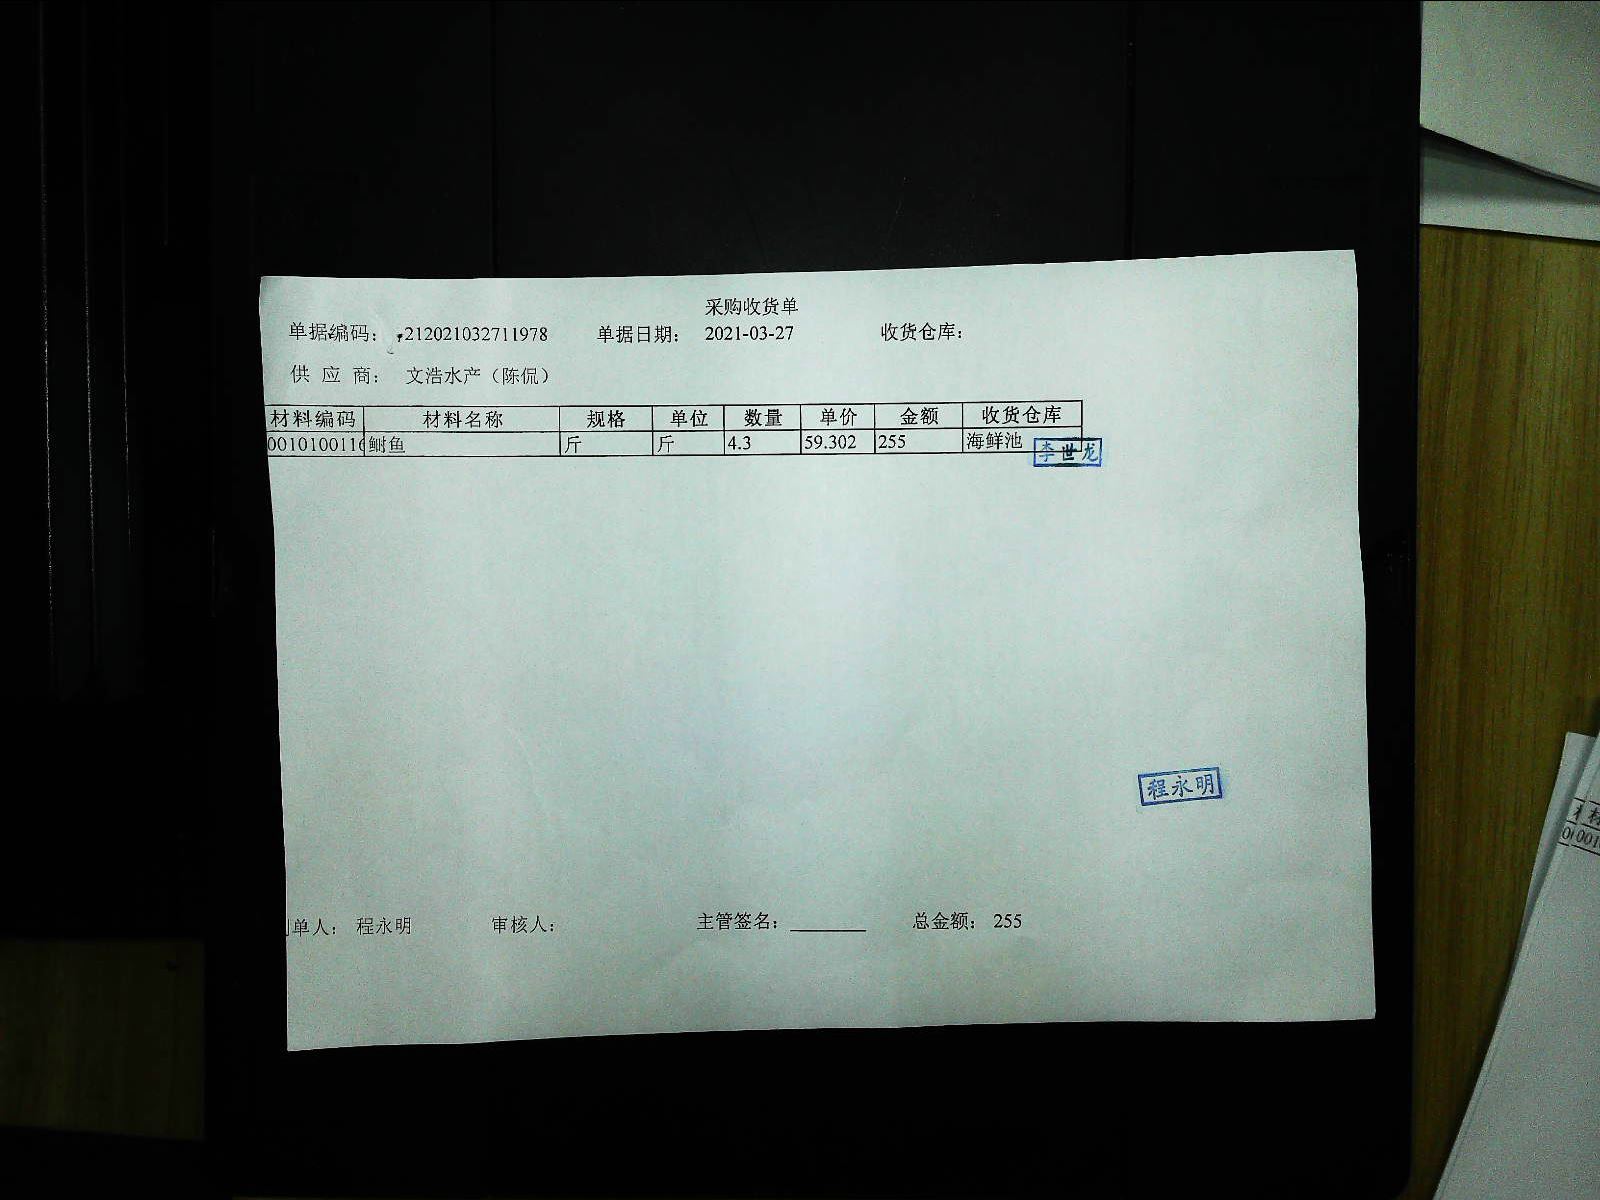 采购收货单
单据编码： 212021032711978 单据日期： 2021-03-27 收货仓库：
供 应 商： 文浩水产（陈侃）
材料编码 材料名称 规格 单位 数量 单价 金额 收货仓库
0010100116 鲥鱼 斤 斤 4.3 59.302 255 海鲜池
李世龙
程永明
单人： 程永明 审核人： 主管签名： 总金额： 255